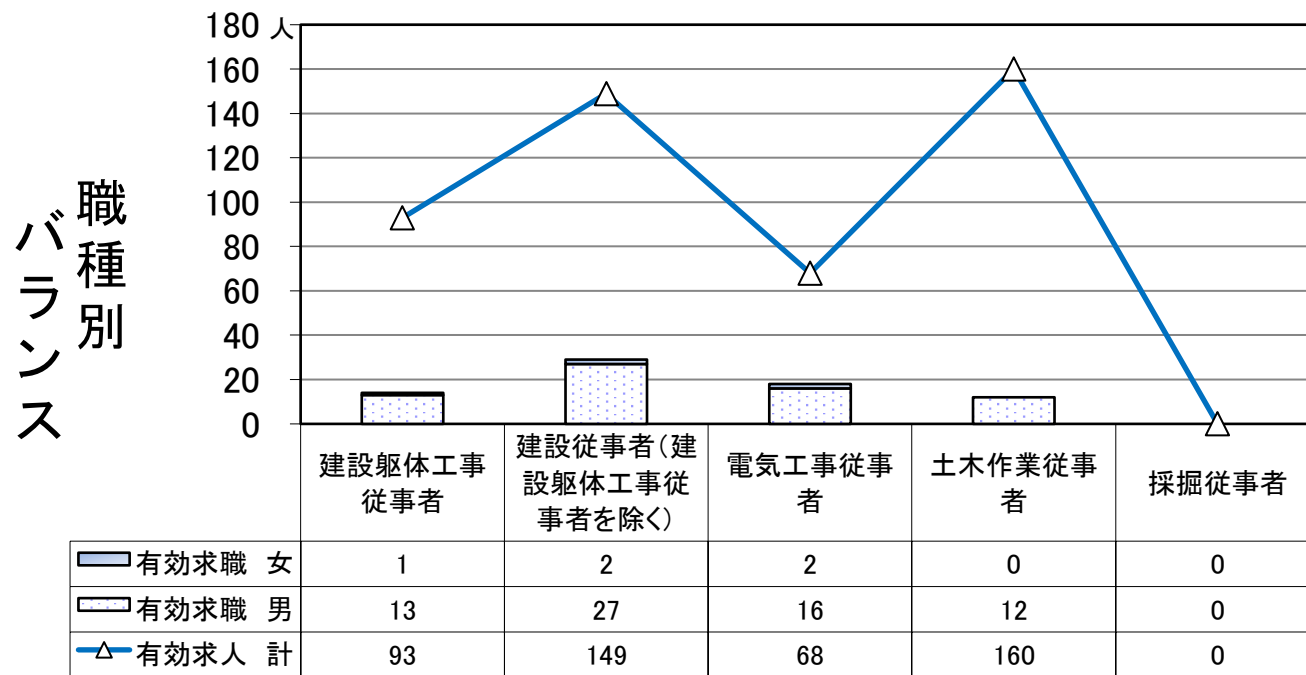 職種別
バランス
180 人
160
140
120
100
80
60
40
20
0
建設躯体工事
従事者
建設従事者(建
設躯体工事従
事者を除く)
電気工事従事
者
土木作業従事
者
採掘従事者
有効求職 女 1 2 2 0 0
有効求職 男 13 27 16 12 0
有効求人 計 93 149 68 160 0